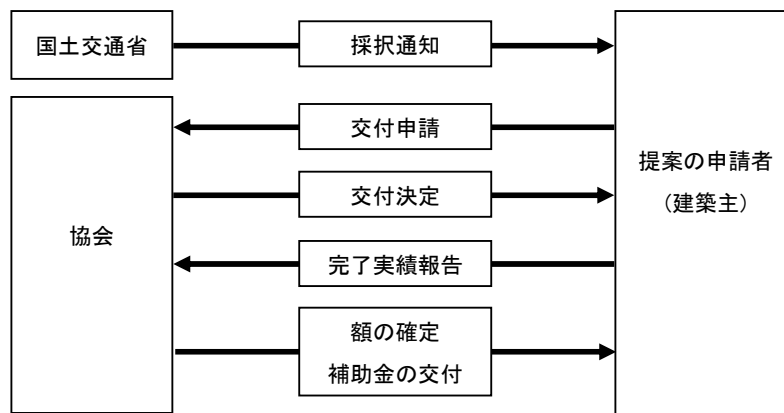 国土交通省
採択通知
交付申請
提案の申請者
（建築主）
交付決定
協会
完了実績報告
額の確定
補助金の交付